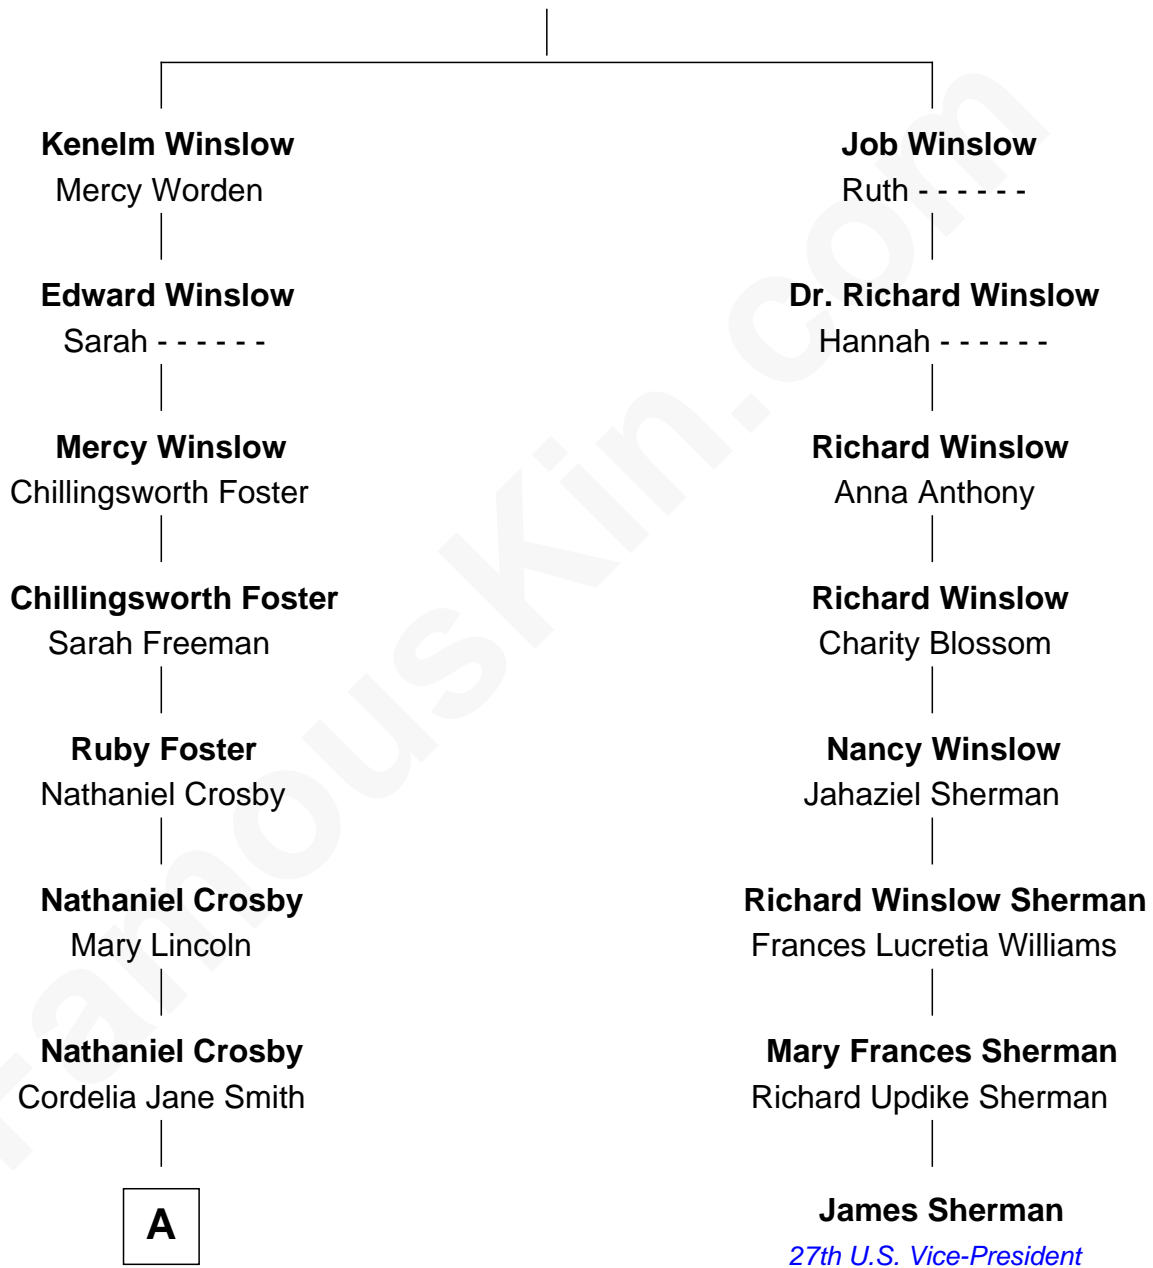 Kenelm Winslow
Mercy Worden
Job Winslow
Ruth - - - - - -
Edward Winslow
Sarah - - - - - -
Dr. Richard Winslow
Hannah - - - - - -
Mercy Winslow
Chillingsworth Foster
Richard Winslow
Anna Anthony
Chillingsworth Foster
Sarah Freeman
Richard Winslow
Charity Blossom
Ruby Foster
Nathaniel Crosby
Nancy Winslow
Jahaziel Sherman
Nathaniel Crosby
Mary Lincoln
Richard Winslow Sherman
Frances Lucretia Williams
Nathaniel Crosby
Cordelia Jane Smith
Mary Frances Sherman
Richard Updike Sherman
A
James Sherman
27th U.S. Vice-President
FamousKin.com